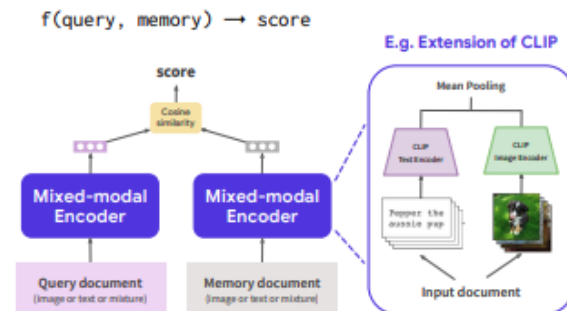 f(query, memory) → score
E.g. Extension of CLIP
score
Cosine
similarity
Mixed-modal
Encoder
Mixed-modal
Encoder
Query document
(image or text or mixture)
Memory document
(image or text or mixture)
Mean Pooling
CLIP
Text Encoder
CLIP
Image Encoder
Pepper the
aussie pup
Input document